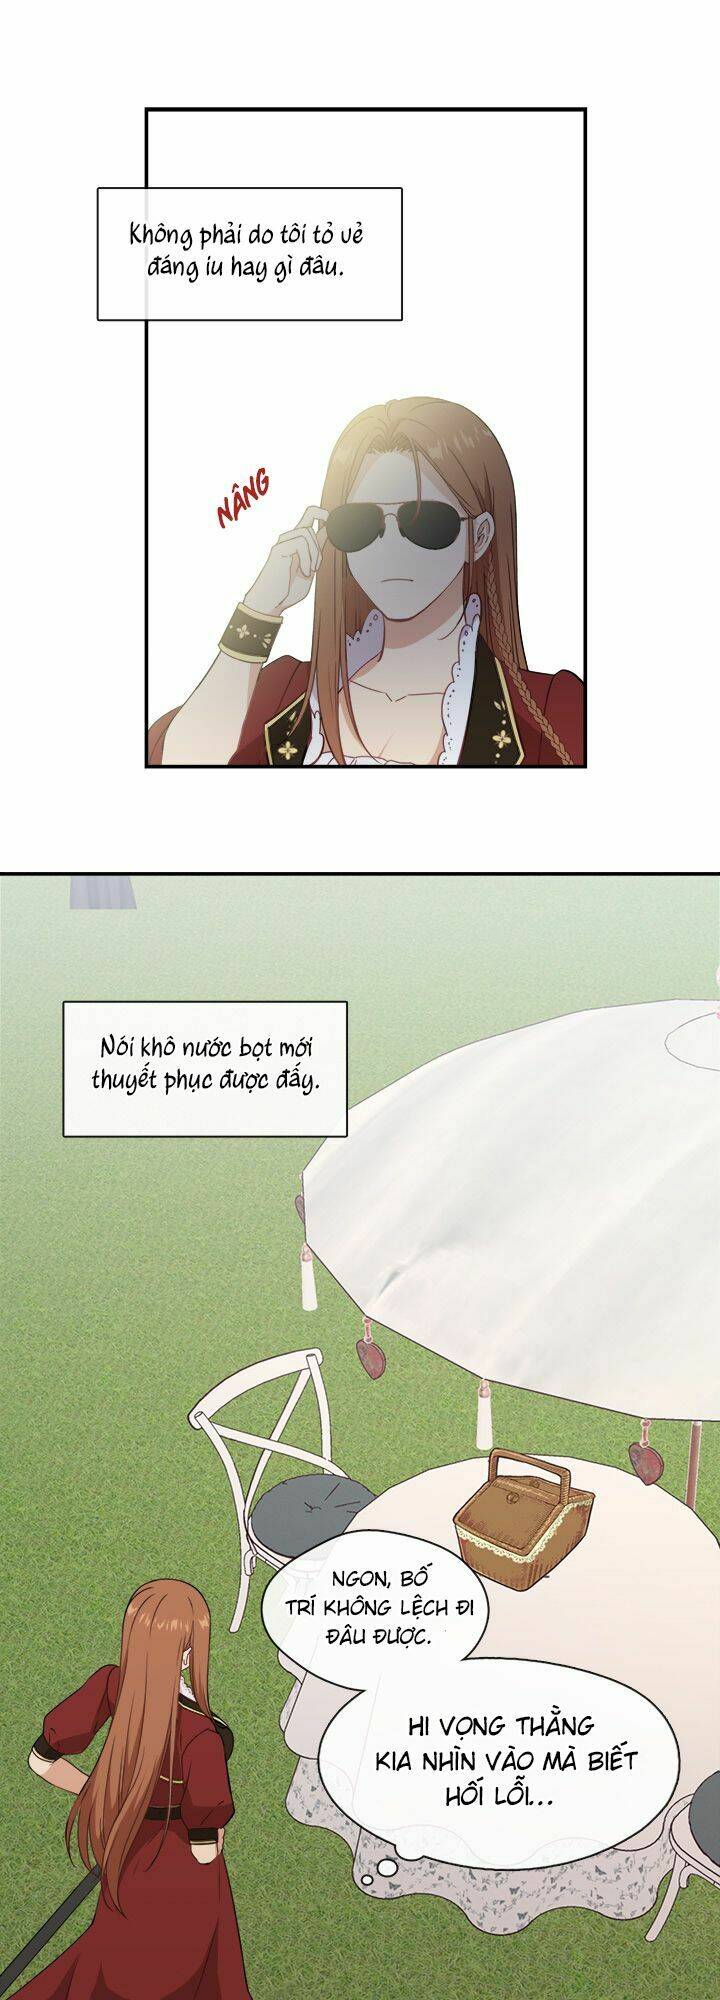 Không phải do tôi tỏ vẻ
đáng iu hay gì đâu.
NÂNG
Nói khô nước bọt mới
thuyết phục được đấy.
NGON, BỐ
TRÍ KHÔNG LỆCH ĐI
ĐÂU ĐƯỢC.
HI VỌNG THẰNG
KIA NHÌN VÀO MÀ BIẾT
HỐI LỖI...